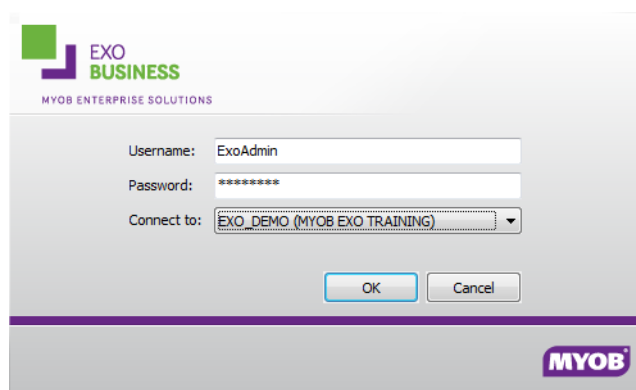 EXO
BUSINESS
MYOB ENTERPRISE SOLUTIONS
Username: ExoAdmin
Password: ********
Connect to: EXO_DEMO (MYOB EXO TRAINING)
OK Cancel
MYOB